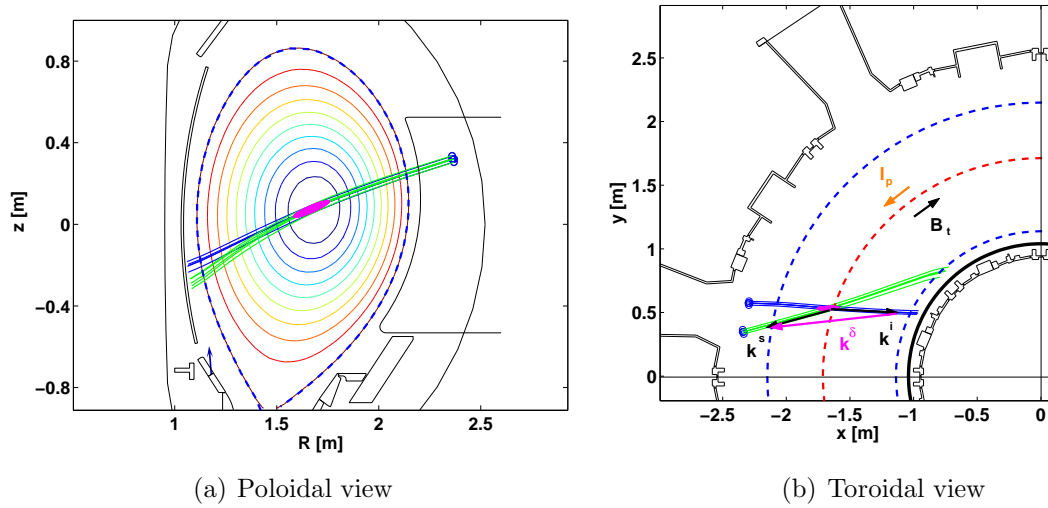 0.8
0.4
0
−0.4
−0.8
z [m]
1
1.5
2
2.5
R [m]
(a) Poloidal view
2.5
2
1.5
1
0.5
0
y [m]
−2.5
−2
−1.5
−1
−0.5
0
x [m]
I_p
B_t
k^s
k^δ
k^i
(b) Toroidal view